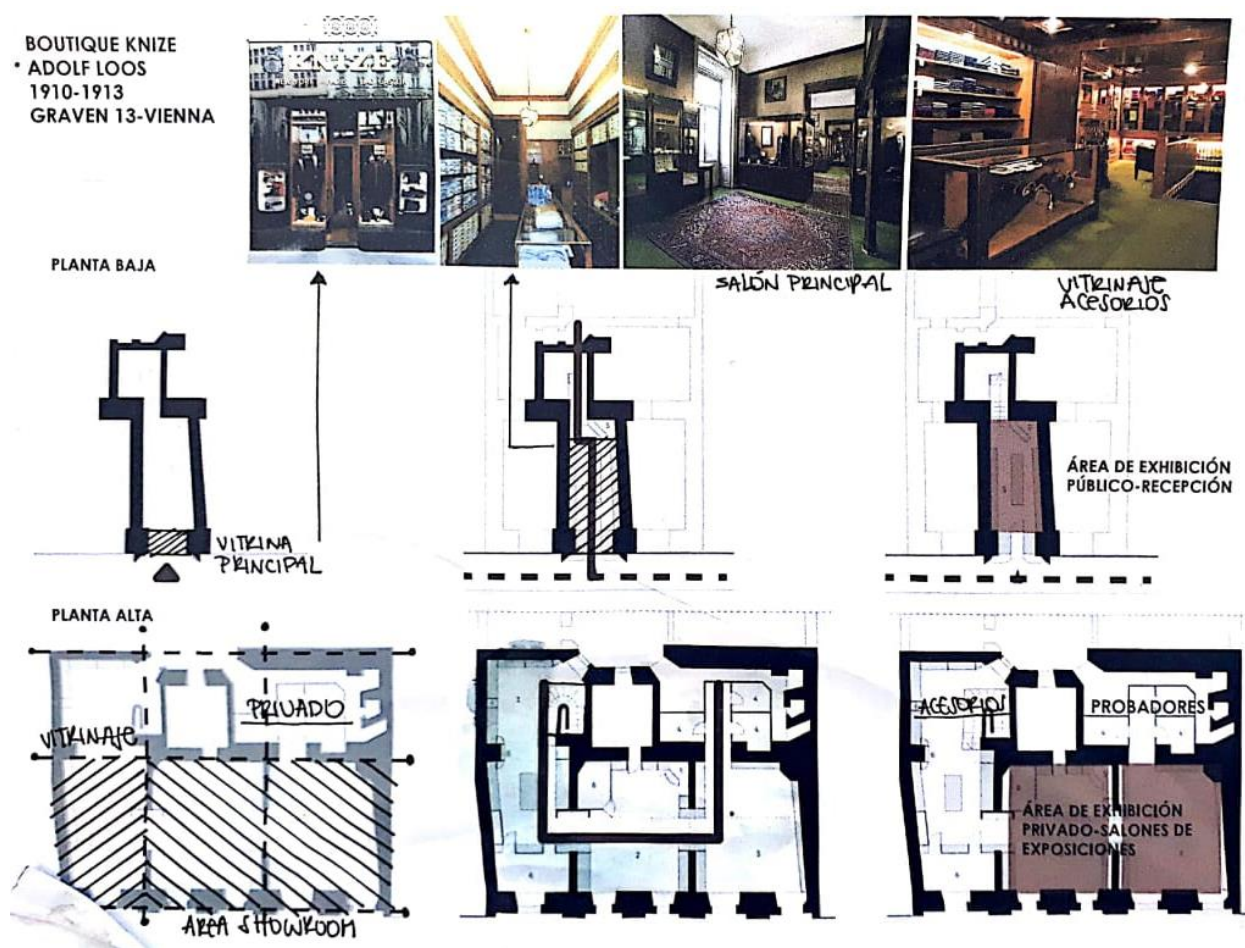 BOUTIQUE KNIZE
• ADOLF LOOS
1910-1913
GRAVEN 13-VIENNA
KNIZE
PLANTA BAJA
SALÓN PRINCIPAL
VITRINAJE
ACESORIOS
ÁREA DE EXHIBICIÓN
PÚBLICO-RECEPCIÓN
VITRINA
PRINCIPAL
PLANTA ALTA
PRIVADO
VITRINAJE
AREA SHOWROOM
ACESORIOS
PROBADORES
ÁREA DE EXHIBICIÓN
PRIVADO-SALONES DE
EXPOSICIONES